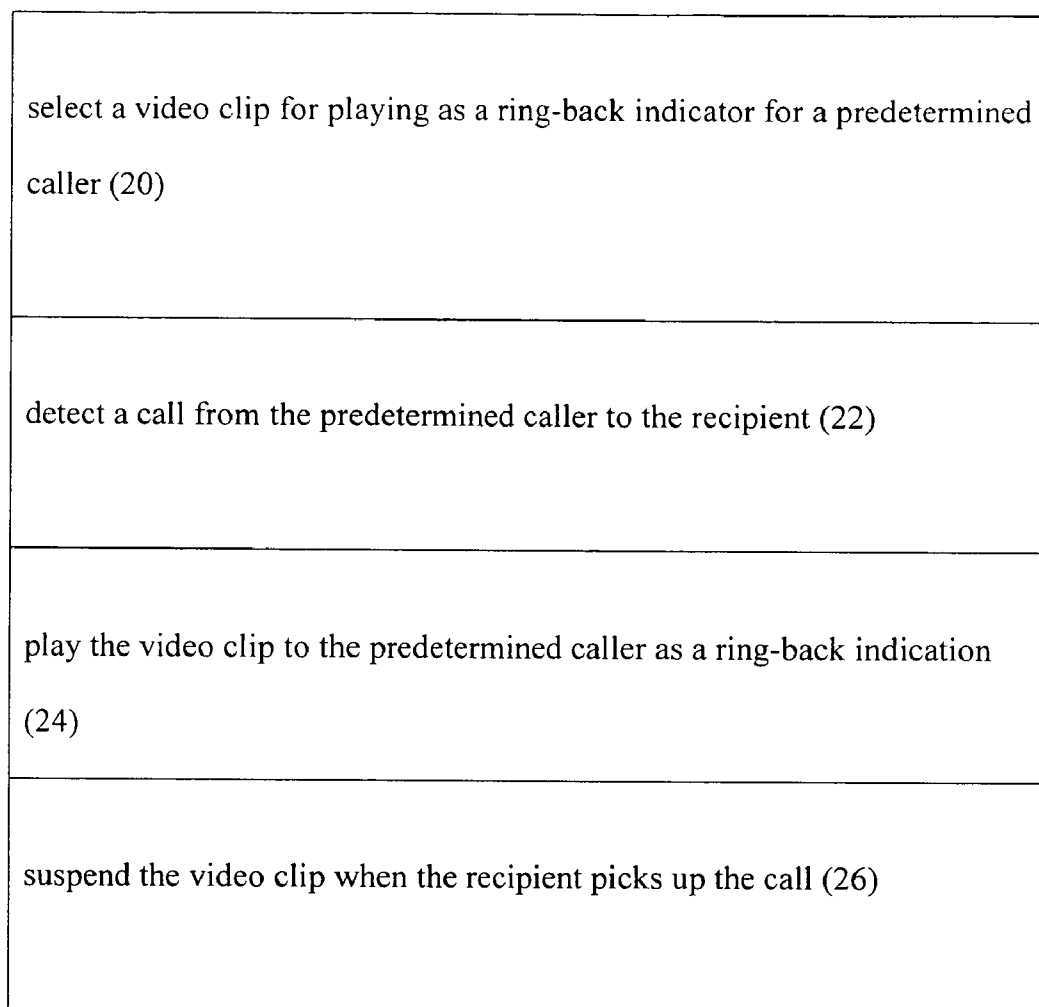 select a video clip for playing as a ring-back indicator for a predetermined
caller (20)
detect a call from the predetermined caller to the recipient (22)
play the video clip to the predetermined caller as a ring-back indication
(24)
suspend the video clip when the recipient picks up the call (26)